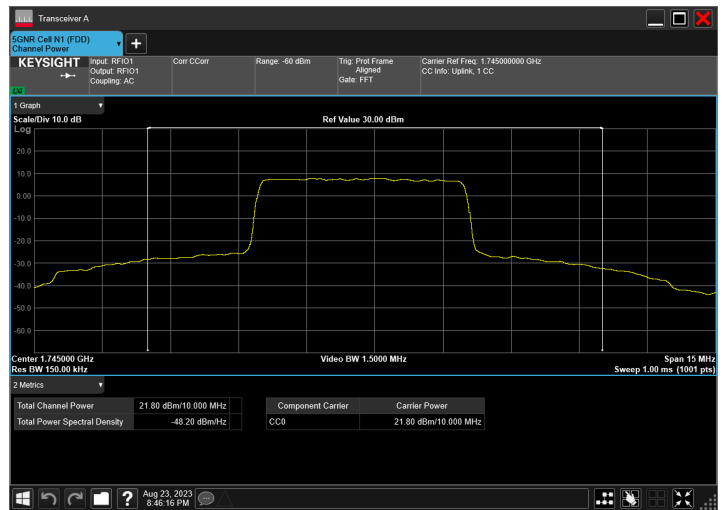 Transceiver A
5GNR Cell N1 (FDD)
Channel Power
KEYSIGHT
LXI
Input: RFIO1
Output: RFIO1
Coupling: AC
Corr CCorr
Range: -60 dBm
Trig: Prot Frame
Aligned
Gate: FFT
Carrier Ref Freq: 1.745000000 GHz
CC Info: Uplink, 1 CC
1 Graph
Scale/Div 10.0 dB
Ref Value 30.00 dBm
Log
20.0
10.0
0.00
-10.0
-20.0
-30.0
-40.0
-50.0
-60.0
Center 1.745000 GHz
Video BW 1.5000 MHz
Span 15 MHz
Res BW 150.00 kHz
Sweep 1.00 ms (1001 pts)
2 Metrics
Total Channel Power 21.80 dBm/10.000 MHz
Total Power Spectral Density -48.20 dBm/Hz
Component Carrier Carrier Power
CC0 21.80 dBm/10.000 MHz
Aug 23, 2023
8:46:16 PM